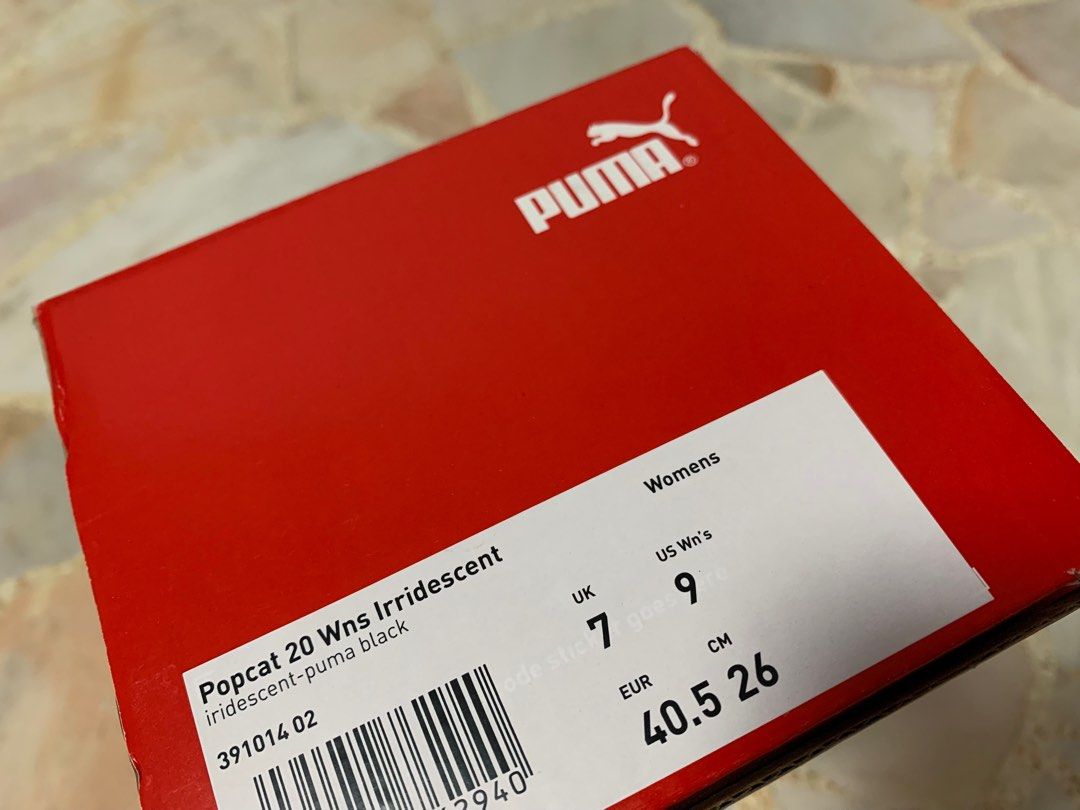 PUMA®
Womens
Popcat 20 Wns Irridescent
iridescent-puma black
391014 02
UK
7
US Wn's
9
EUR
40.5
CM
26
2940